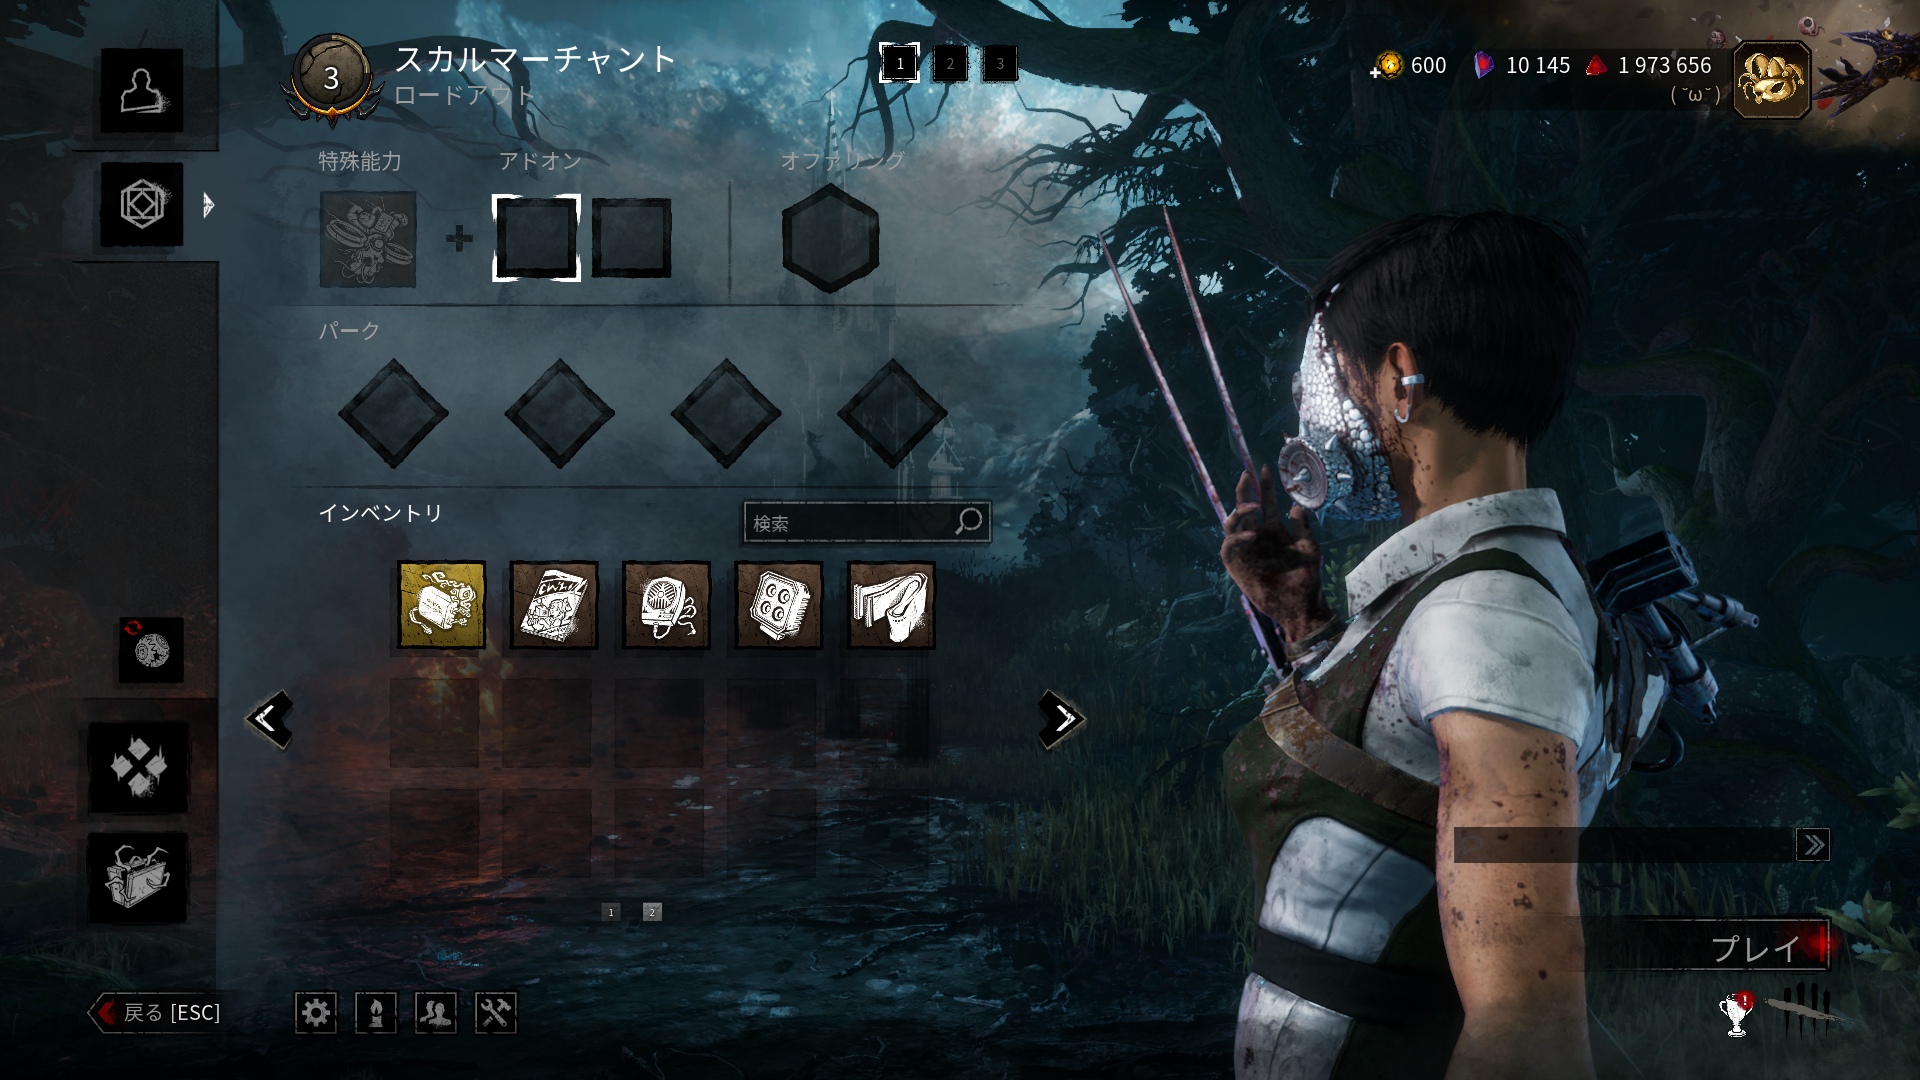 3
スカルマーチャント
ロードアウト
1 2 3
600 10 145 1 973 656
( ˘ω˘ )
特殊能力 アドオン オファリング
パーク
インベントリ
検索
1 2
プレイ
戻る [ESC]